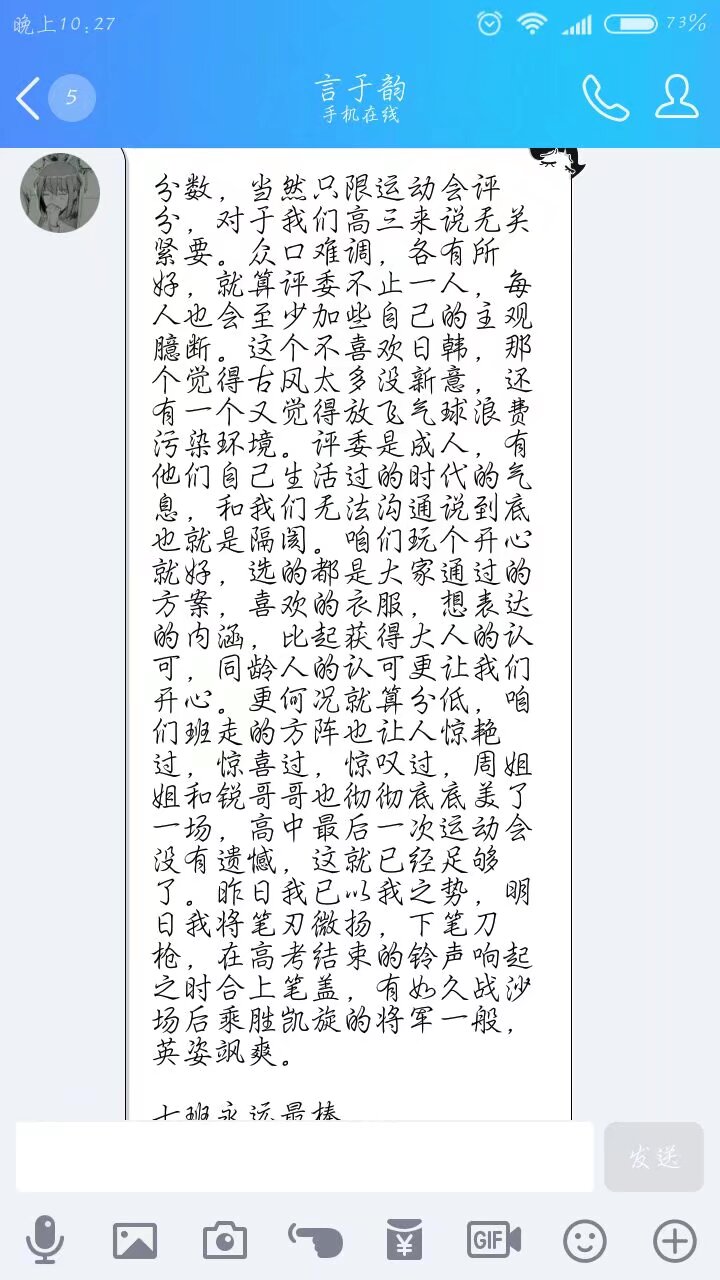 晚上10:27
73%
5
言于韵
手机在线
分数，当然只限运动会评
分，对于我们高三来说无关
紧要。众口难调，各有所
好，就算评委不止一人，每
人也会至少加些自己的主观
臆断。这个不喜欢日韩，那
个觉得古风太多没新意，还
有一个又觉得放飞气球浪费
污染环境。评委是成人，有
他们自己生活过的时代的气
息，和我们无法沟通说到底
也就是隔阂。咱们玩个开心
就好，选的都是大家通过的
方案，喜欢的衣服，想表达
的内涵，比起获得大人的认
可，同龄人的认可更让我们
开心。更何况就算分低，咱
们班走的方阵也让人惊艳
过，惊喜过，惊叹过，周姐
姐和锐哥哥也彻彻底底美了
一场，高中最后一次运动会
没有遗憾，这就已经足够
了。昨日我已以我之势，明
日我将笔刃微扬，下笔刀
枪，在高考结束的铃声响起
之时合上笔盖，有如久战沙
场后乘胜凯旋的将军一般，
英姿飒爽。
七班永远最棒
发送
¥
GIF